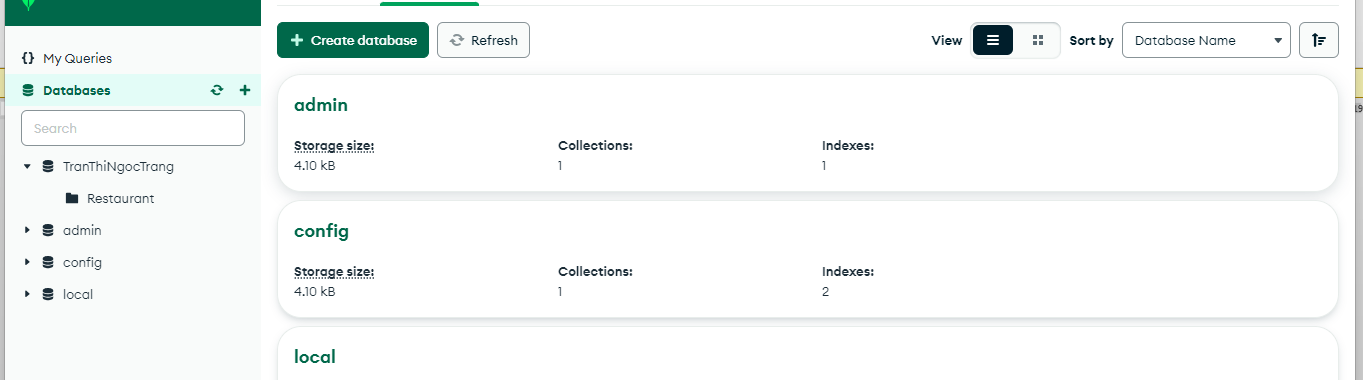 My Queries
Databases
Search
TranThiNgocTrang
Restaurant
admin
config
local
Create database
Refresh
View
Sort by
Database Name
admin
Storage size:
Collections:
Indexes:
4.10 kB
1
1
config
Storage size:
Collections:
Indexes:
4.10 kB
1
2
local
19